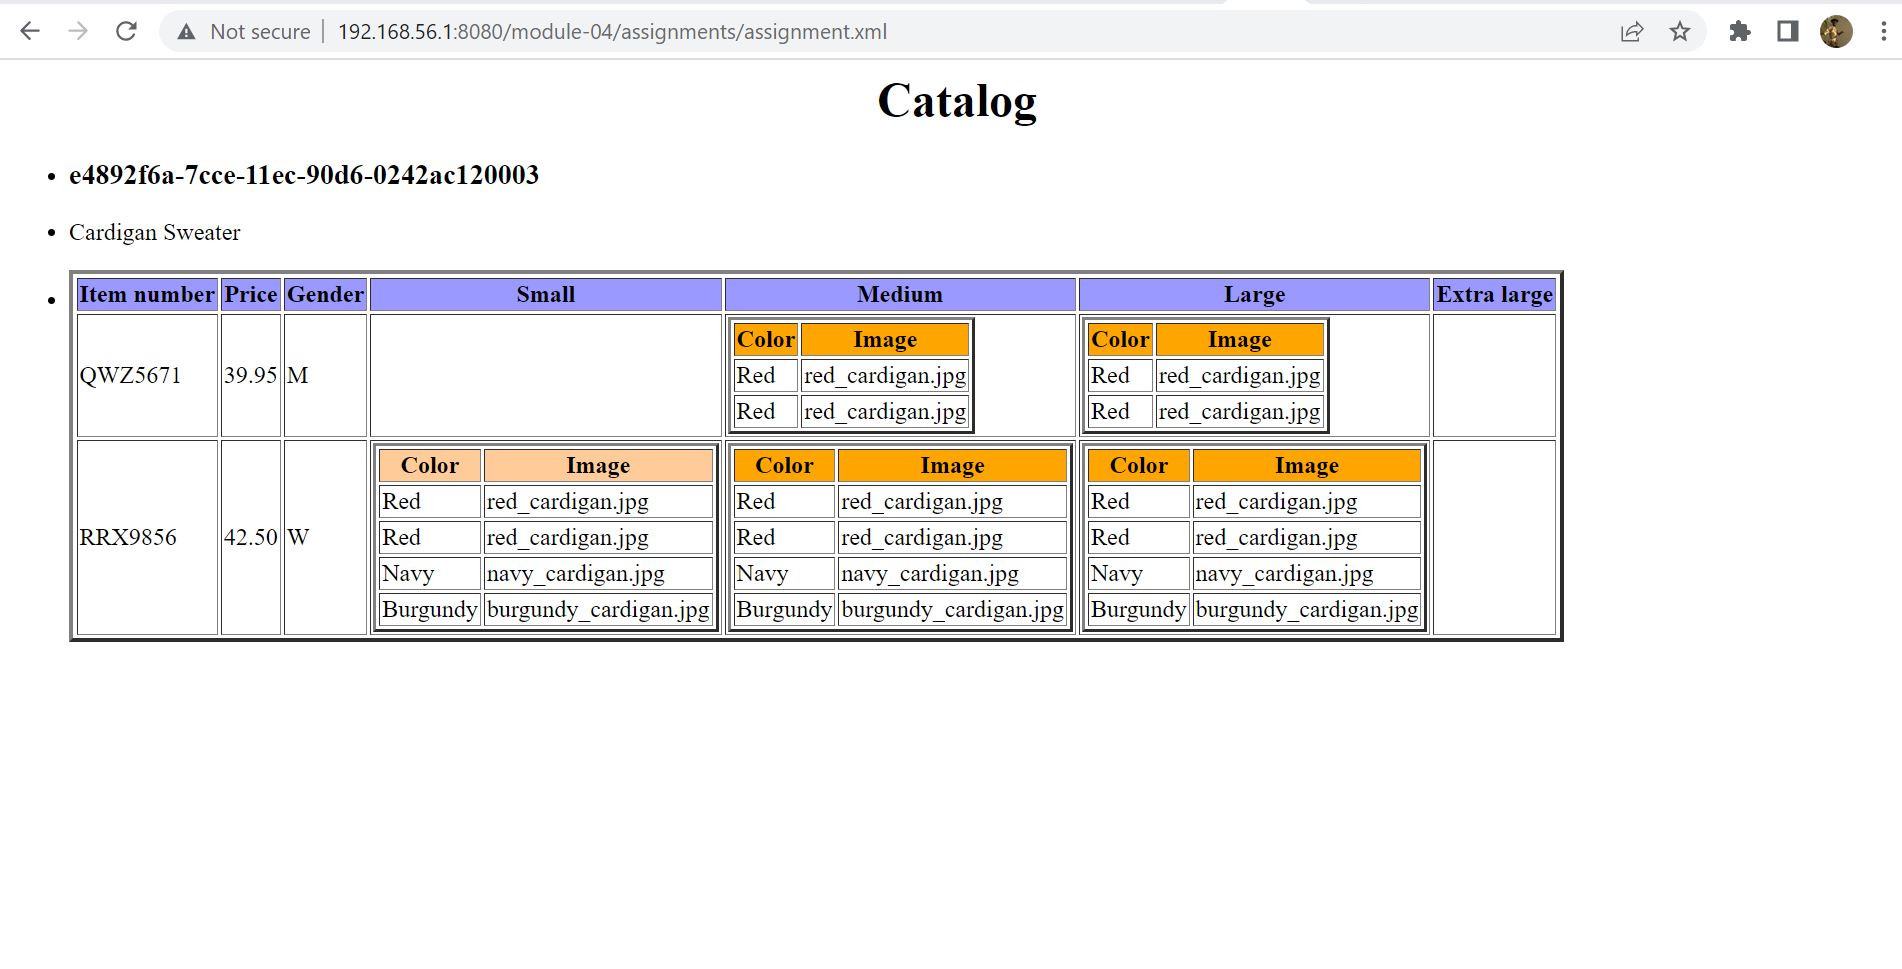 Not secure | 192.168.56.1:8080/module-04/assignments/assignment.xml
Catalog
e4892f6a-7cce-11ec-90d6-0242ac120003
Cardigan Sweater
Item number Price Gender Small Medium Large Extra large
Color Image Color Image
QWZ5671 39.95 M Red red_cardigan.jpg Red red_cardigan.jpg
Red red_cardigan.jpg Red red_cardigan.jpg
Color Image Color Image Color Image
Red red_cardigan.jpg Red red_cardigan.jpg Red red_cardigan.jpg
RRX9856 42.50 W Red red_cardigan.jpg Red red_cardigan.jpg Red red_cardigan.jpg
Navy navy_cardigan.jpg Navy navy_cardigan.jpg Navy navy_cardigan.jpg
Burgundy burgundy_cardigan.jpg Burgundy burgundy_cardigan.jpg Burgundy burgundy_cardigan.jpg